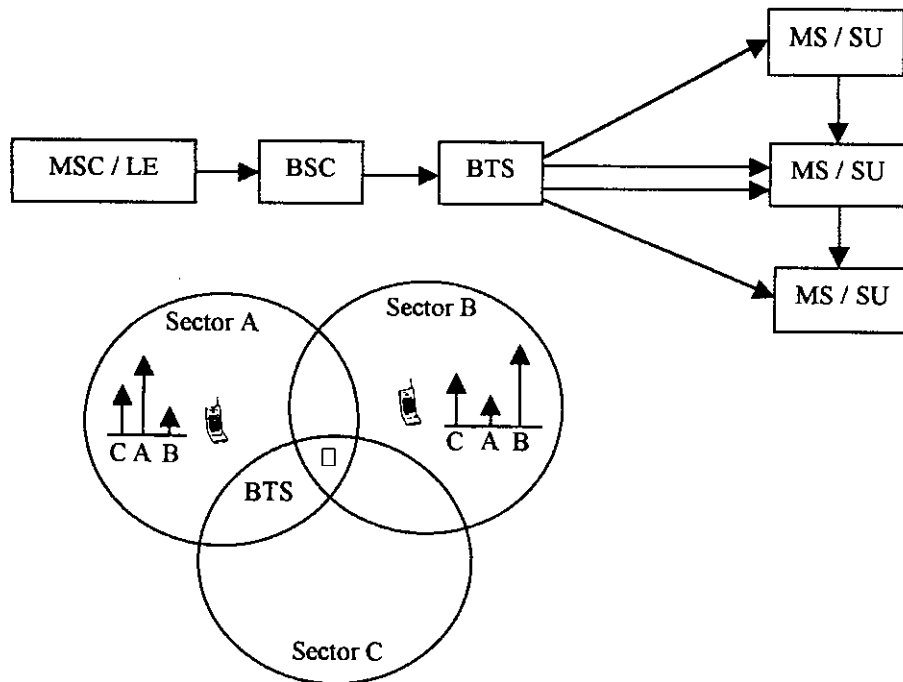 MS / SU
MSC / LE
BSC
BTS
MS / SU
MS / SU
Sector A
Sector B
C A B
C A B
BTS
Sector C